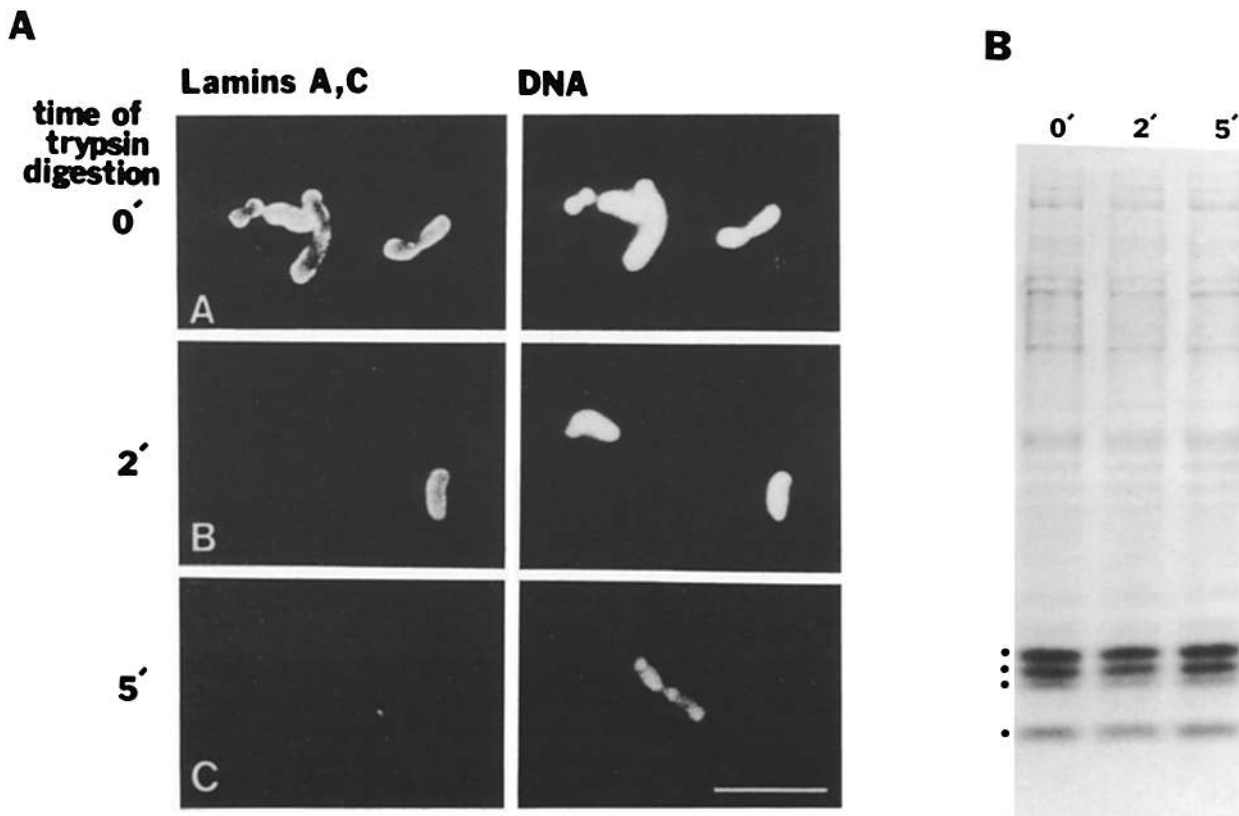 A
Lamins A,C
DNA
time of
trypsin
digestion
0´
A
2´
B
5´
C
B
0´
2´
5´